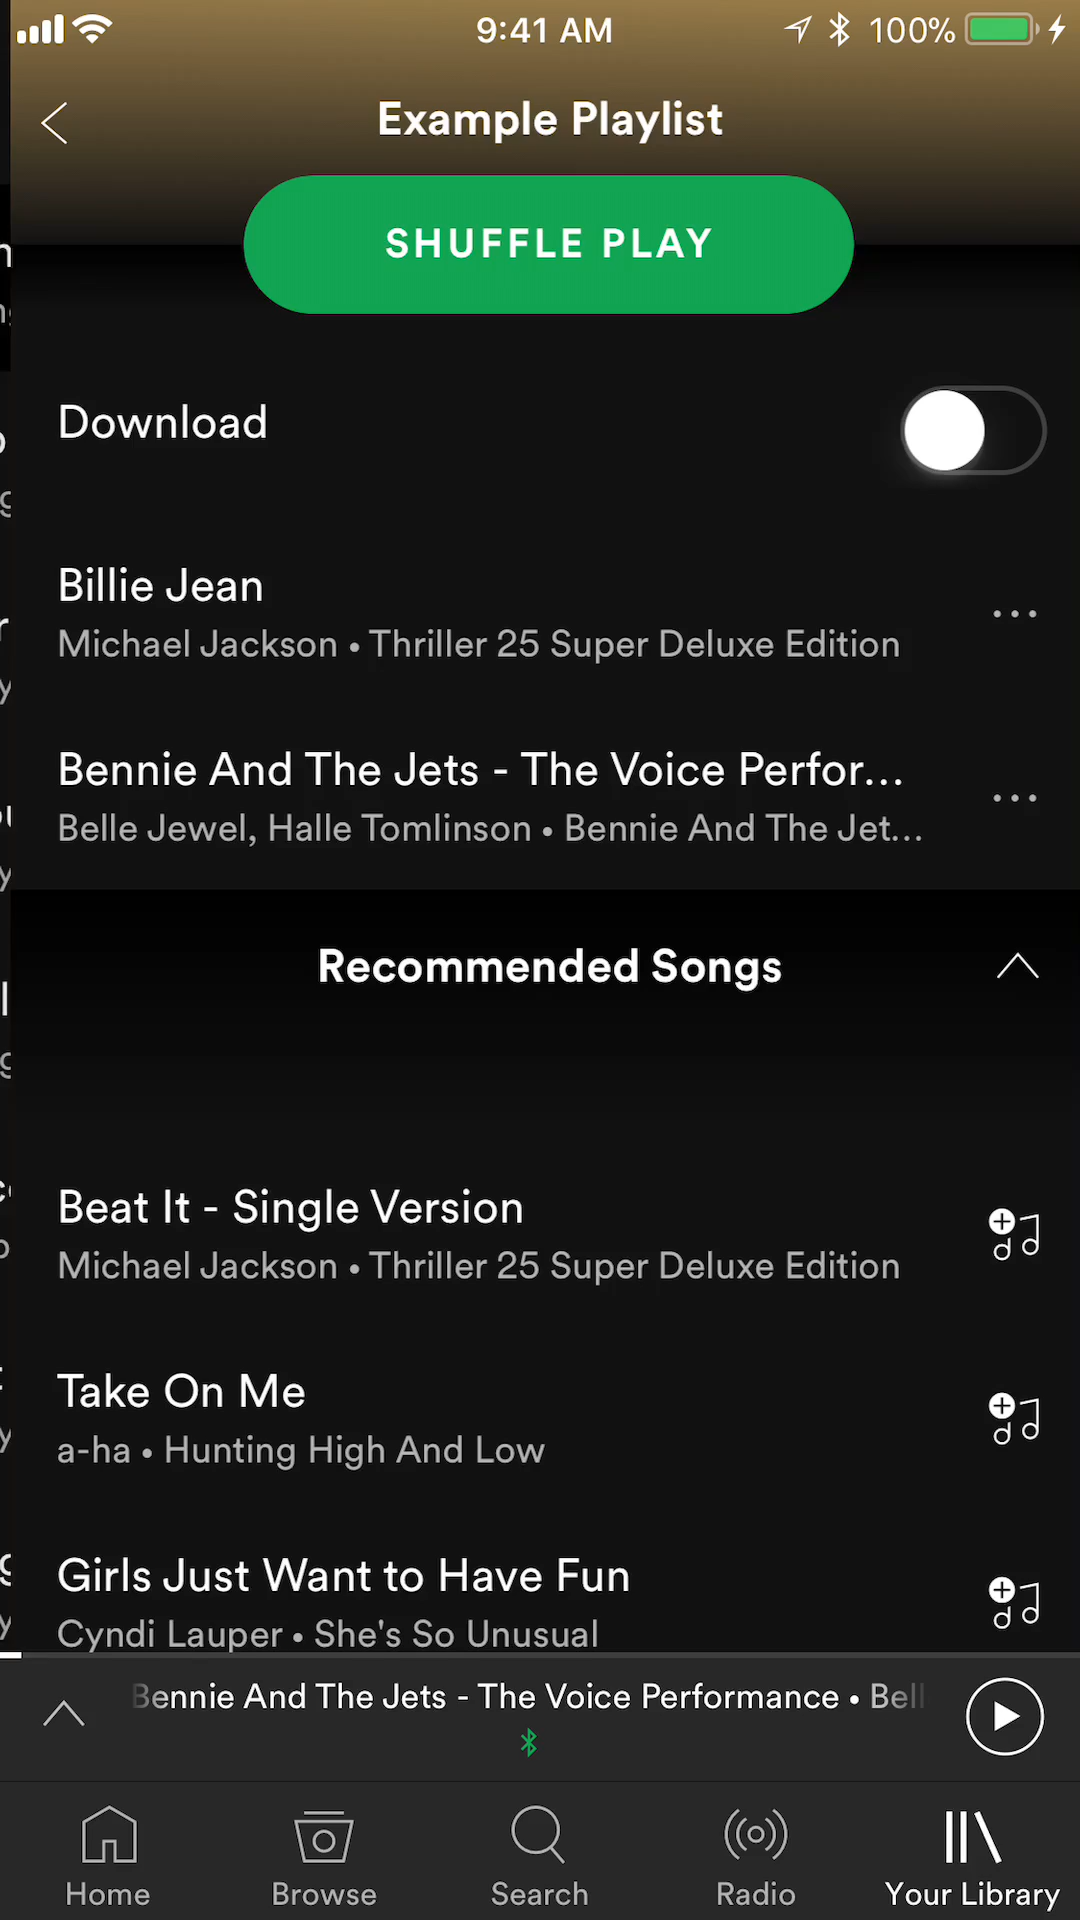 9:41 AM 100%
Example Playlist
SHUFFLE PLAY
Download
Billie Jean
Michael Jackson • Thriller 25 Super Deluxe Edition
Bennie And The Jets - The Voice Perfor...
Belle Jewel, Halle Tomlinson • Bennie And The Jet...
Recommended Songs
Beat It - Single Version
Michael Jackson • Thriller 25 Super Deluxe Edition
Take On Me
a-ha • Hunting High And Low
Girls Just Want to Have Fun
Cyndi Lauper • She's So Unusual
Bennie And The Jets - The Voice Performance • Bell
Home Browse Search Radio Your Library